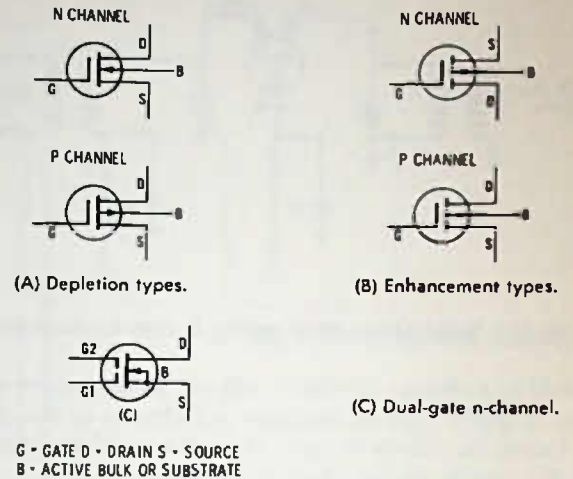 N CHANNEL
D
B
G
S
P CHANNEL
D
B
G
S
(A) Depletion types.
N CHANNEL
S
B
G
D
P CHANNEL
D
B
G
S
(B) Enhancement types.
G2
D
B
G1
S
(C)
(C) Dual-gate n-channel.
G - GATE D - DRAIN S - SOURCE
B - ACTIVE BULK OR SUBSTRATE